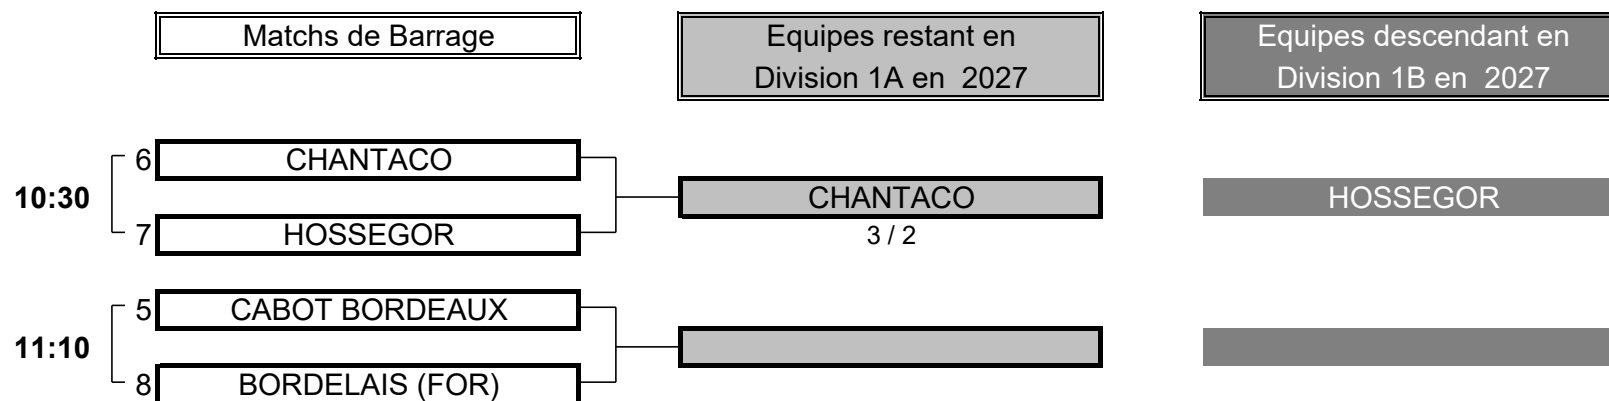 Matchs de Barrage
Equipes restant en
Division 1A en 2027
Equipes descendant en
Division 1B en 2027
6 CHANTACO
10:30 CHANTACO HOSSEGOR
7 HOSSEGOR 3 / 2
5 CABOT BORDEAUX
11:10
8 BORDELAIS (FOR)